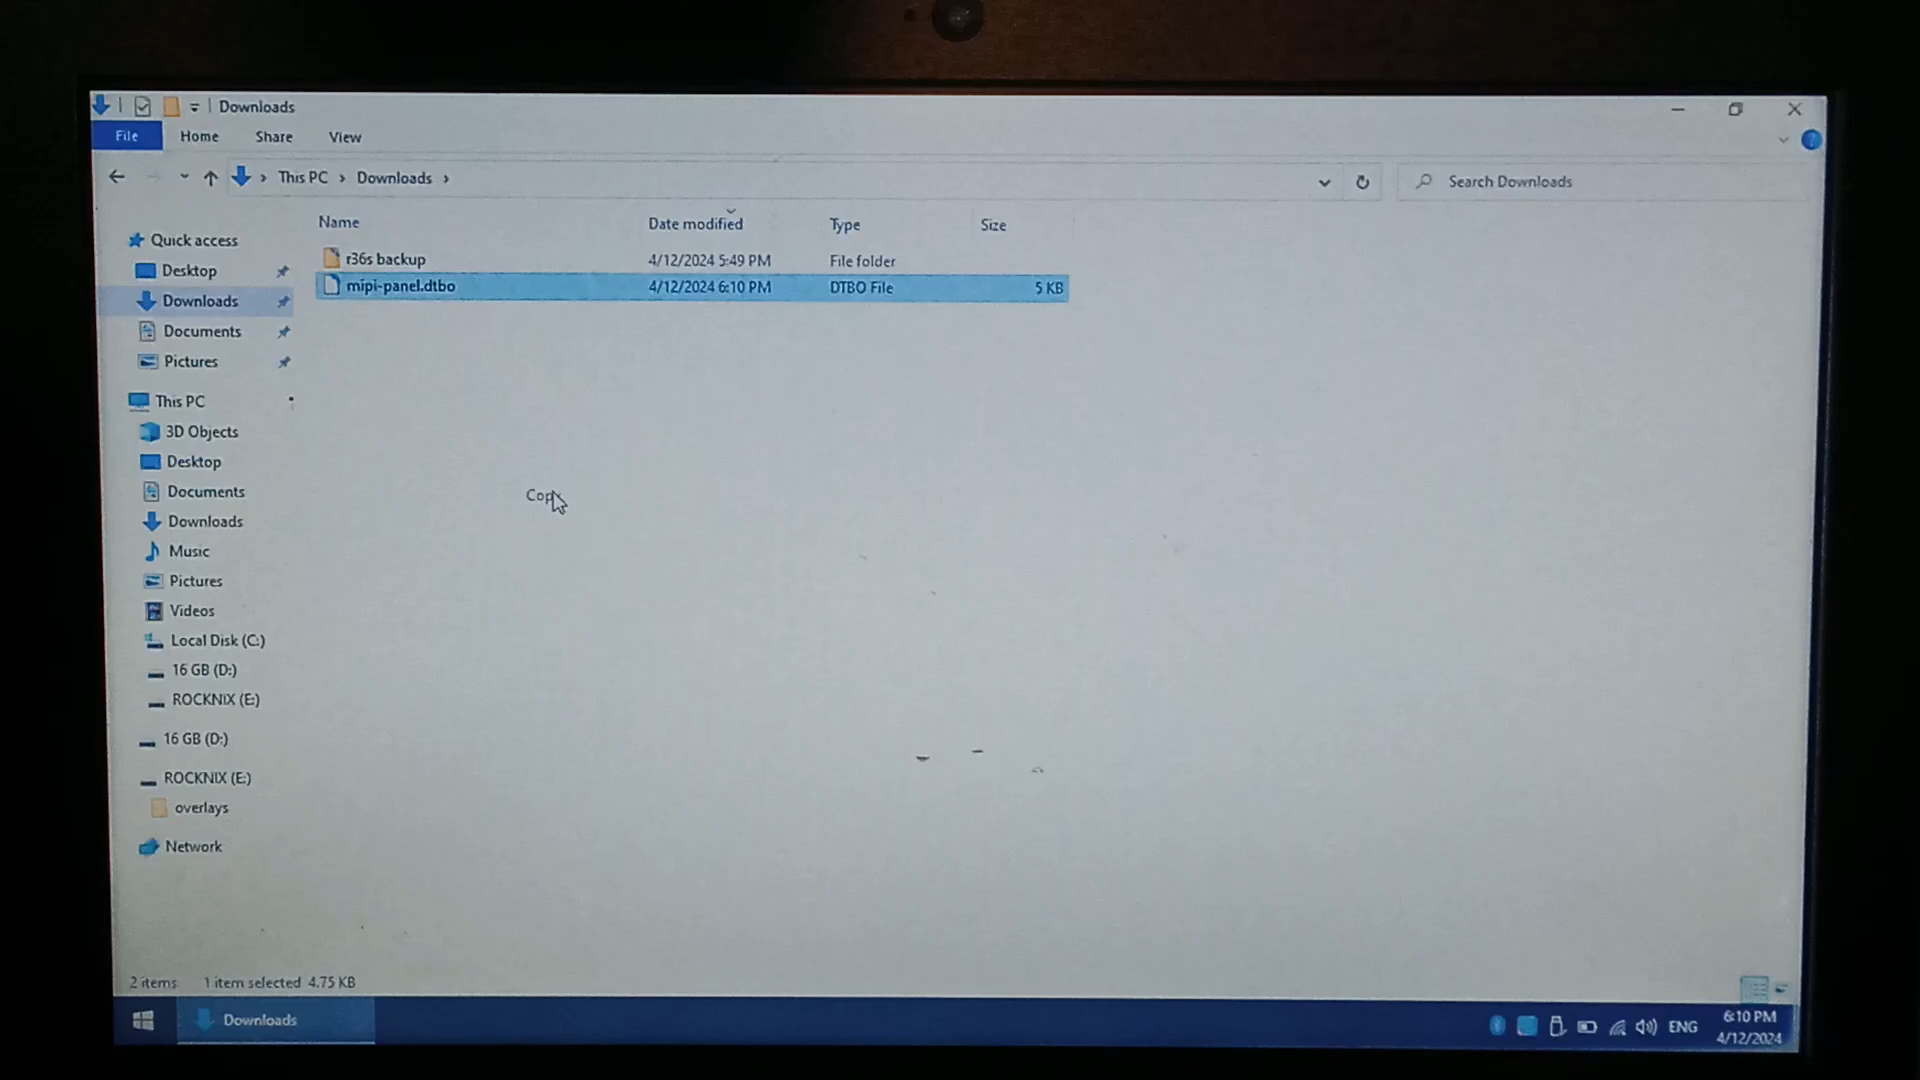 Downloads
File Home Share View
This PC Downloads
Search Downloads
Name Date modified Type Size
r36s backup 4/12/2024 5:49 PM File folder
mipi-panel.dtbo 4/12/2024 6:10 PM DTBO File 5 KB
Quick access
Desktop
Downloads
Documents
Pictures
This PC
3D Objects
Desktop
Documents
Downloads
Music
Pictures
Videos
Local Disk (C:)
16 GB (D:)
ROCKNIX (E:)
16 GB (D:)
ROCKNIX (E:)
overlays
Network
2 items 1 item selected 4.75 KB
Downloads
ENG
6:10 PM
4/12/2024